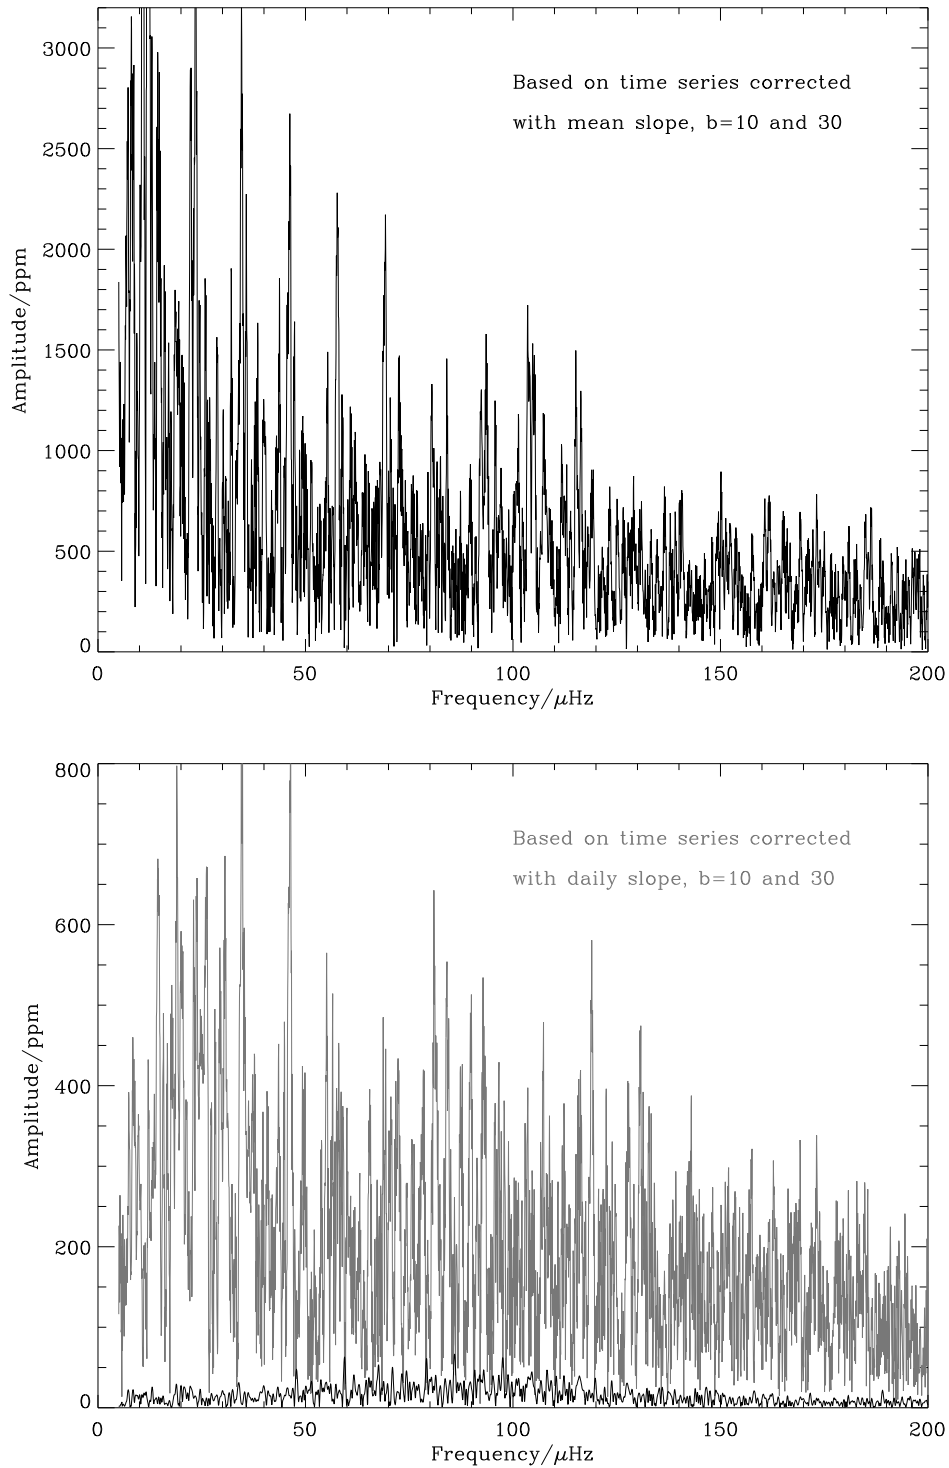 3000
2500
2000
1500
1000
500
0
Amplitude/ppm
Based on time series corrected
with mean slope, b=10 and 30
0 50 100 150 200
Frequency/μHz
800
600
400
200
0
Amplitude/ppm
Based on time series corrected
with daily slope, b=10 and 30
0 50 100 150 200
Frequency/μHz